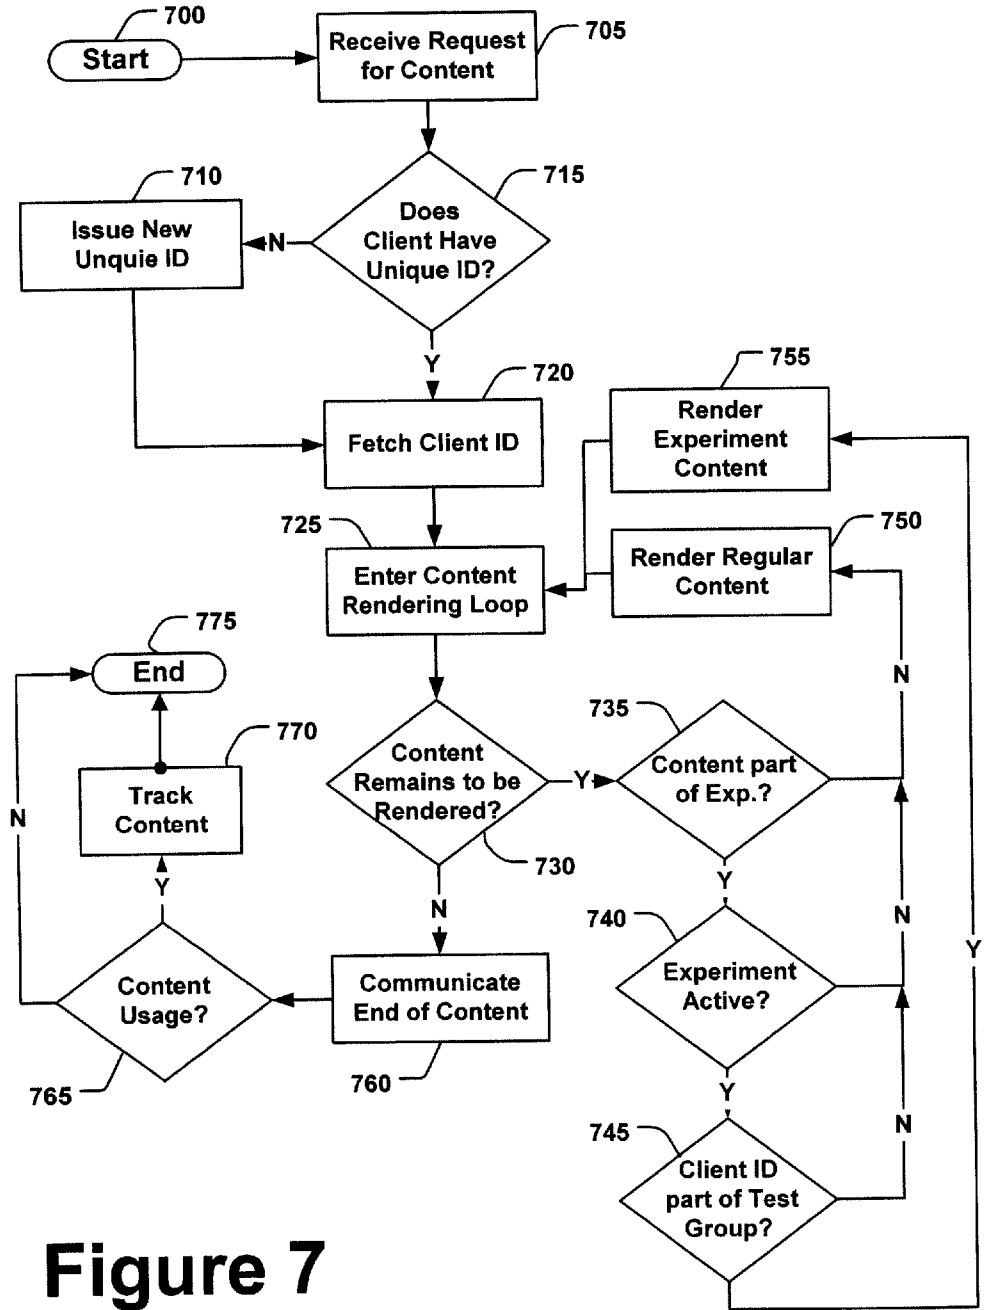 700
Start
Receive Request
for Content
705
710
Issue New
Unquie ID
N
715
Does
Client Have
Unique ID?
Y
720
Fetch Client ID
755
Render
Experiment
Content
725
Enter Content
Rendering Loop
750
Render Regular
Content
775
End
N
770
Track
Content
N
Content
Remains to be
Rendered?
730
Y
735
Content part
of Exp.?
Y
Y
N
740
Experiment
Active?
N
Y
Content
Usage?
765
Communicate
End of Content
760
Y
745
Client ID
part of Test
Group?
N
Figure 7